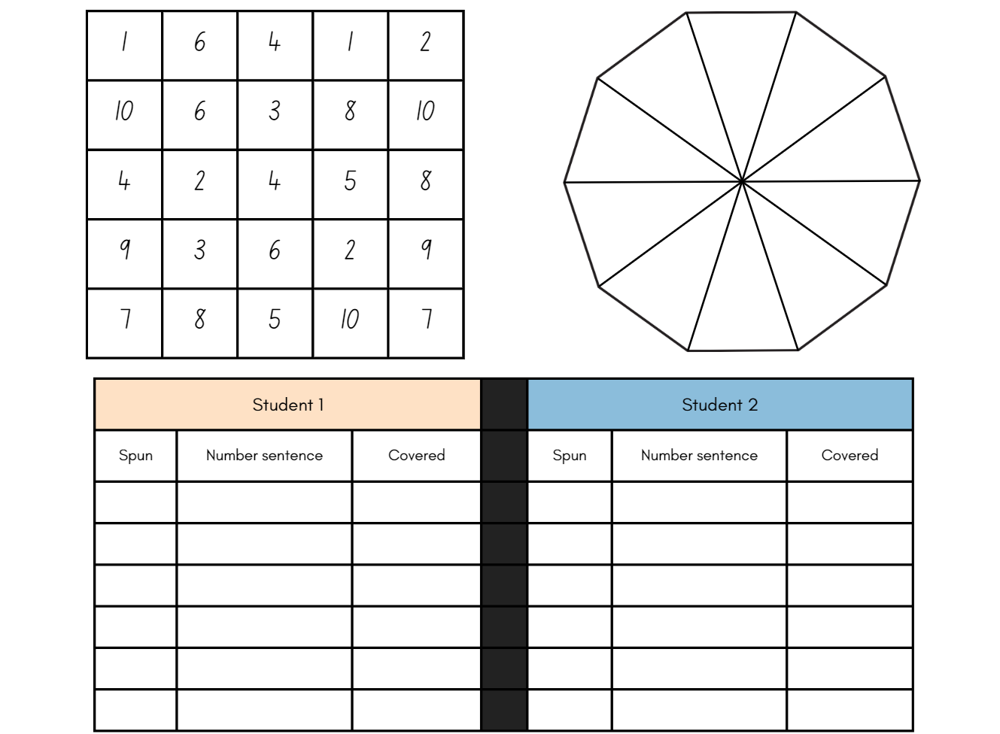 1 6 4 1 2
10 6 3 8 10
4 2 4 5 8
9 3 6 2 9
7 8 5 10 7
Student 1 Student 2
Spun Number sentence Covered Spun Number sentence Covered